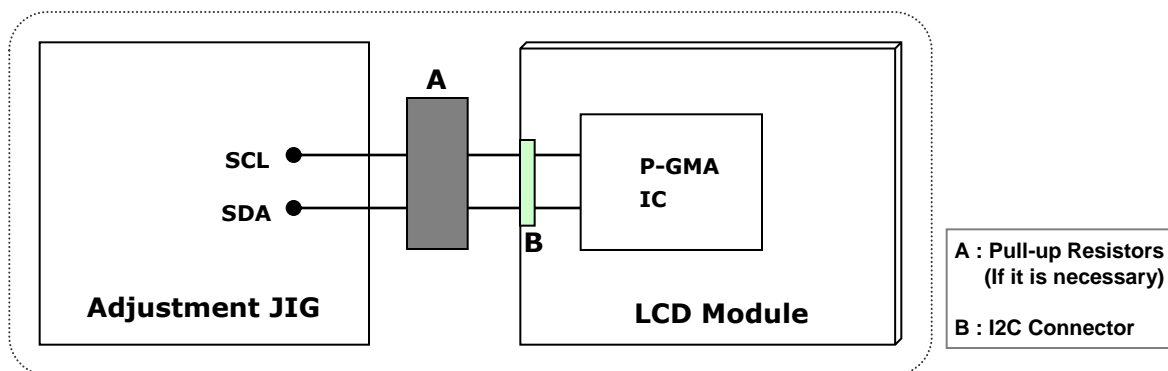 A
SCL
SDA
P-GMA
IC
B
Adjustment JIG
LCD Module
A : Pull-up Resistors
(If it is necessary)
B : I2C Connector